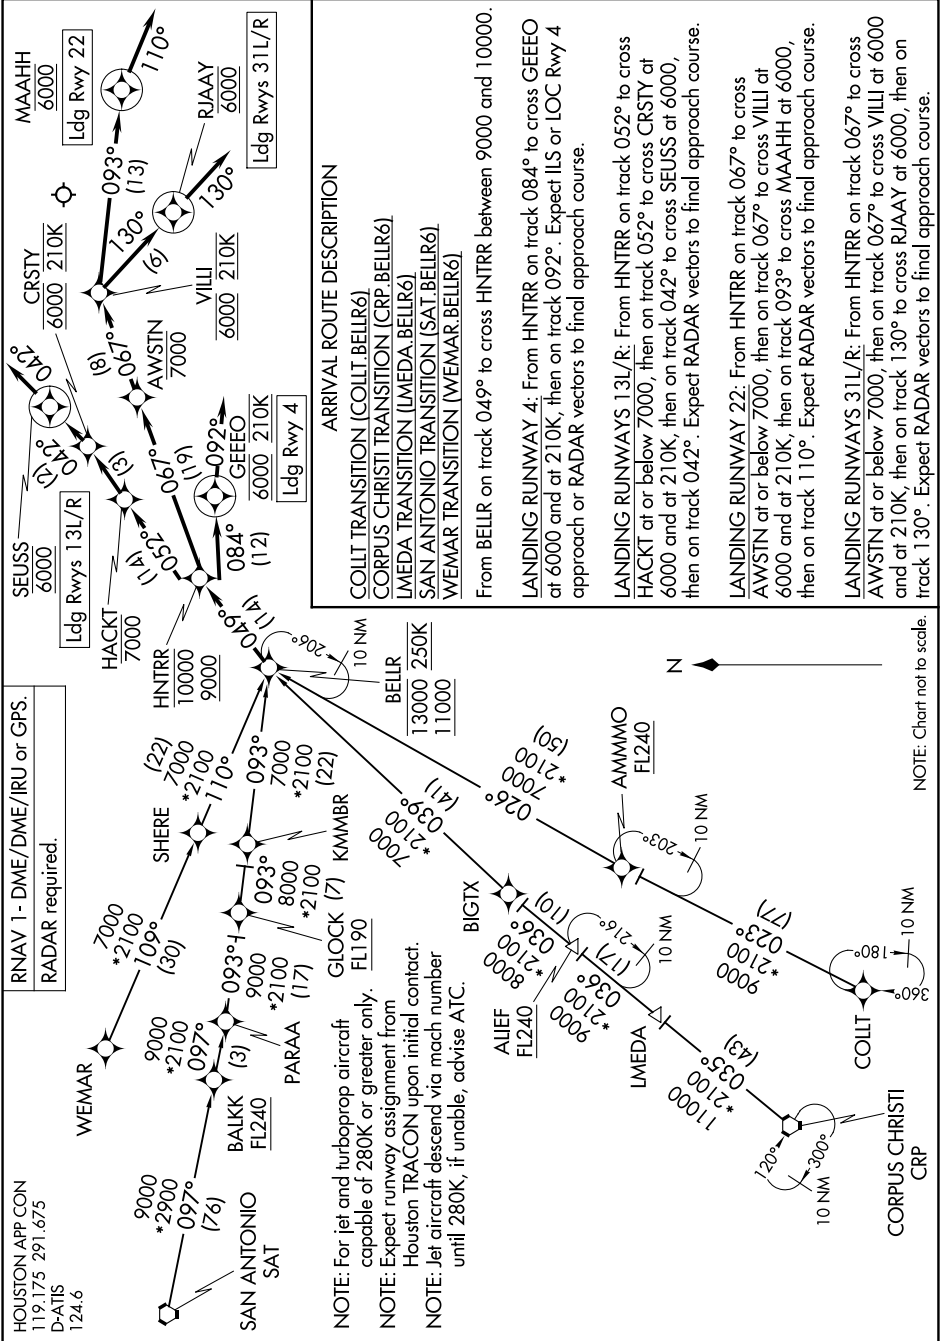 HOUSTON APP CON
119.175 291.675
D-ATIS
124.6
RNAV 1 - DME/DME/IRU or GPS.
RADAR required.
SEUSS
6000
Ldg Rwys 13L/R
042°
042°
(2)
(3)
CRSTY
6000 210K
MAAHH
6000
Ldg Rwy 22
110°
093°
(13)
RJAAY
6000
Ldg Rwys 31L/R
130°
130°
(6)
VILLI
6000 210K
067°
(8)
AWSTN
7000
HACKT
7000
052°
(14)
067°
(19)
092°
GEEEO
6000 210K
Ldg Rwy 4
084°
(12)
HNTRR
10000
9000
049°
(14)
206°
10 NM
BELLR
13000 250K
11000
WEMAR
7000
*2100
109°
(30)
SHERE
(22)
7000
*2100
110°
093°
7000
*2100
(22)
KMMBR
093°
8000
*2100
(7)
GLOCK
FL190
093°
9000
*2100
(17)
PARAA
9000
*2100
097°
(3)
BALKK
FL240
9000
*2900
097°
(76)
SAN ANTONIO
SAT
NOTE: For jet and turboprop aircraft
capable of 280K or greater only.
NOTE: Expect runway assignment from
Houston TRACON upon initial contact.
NOTE: Jet aircraft descend via mach number
until 280K, if unable, advise ATC.
(41)
039°
*2100
7000
BIGTX
(10)
036°
*2100
8000
ALIEF
FL240
216°
10 NM
(17)
036°
*2100
9000
LMEDA
(43)
035°
*2100
11000
120°
300°
10 NM
CORPUS CHRISTI
CRP
(50)
*2100
7000
026°
AMMMO
FL240
203°
10 NM
(77)
023°
*2100
9000
180°
10 NM
360°
COLLT
N
NOTE: Chart not to scale.
ARRIVAL ROUTE DESCRIPTION
COLLT TRANSITION (COLLT.BELLR6)
CORPUS CHRISTI TRANSITION (CRP.BELLR6)
LMEDA TRANSITION (LMEDA.BELLR6)
SAN ANTONIO TRANSITION (SAT.BELLR6)
WEMAR TRANSITION (WEMAR.BELLR6)
From BELLR on track 049° to cross HNTRR between 9000 and 10000.
LANDING RUNWAY 4: From HNTRR on track 084° to cross GEEEO
at 6000 and at 210K, then on track 092°. Expect ILS or LOC Rwy 4
approach or RADAR vectors to final approach course.
LANDING RUNWAYS 13L/R: From HNTRR on track 052° to cross
HACKT at or below 7000, then on track 052° to cross CRSTY at
6000 and at 210K, then on track 042° to cross SEUSS at 6000,
then on track 042°. Expect RADAR vectors to final approach course.
LANDING RUNWAY 22: From HNTRR on track 067° to cross
AWSTN at or below 7000, then on track 067° to cross VILLI at
6000 and at 210K, then on track 093° to cross MAAHH at 6000,
then on track 110°. Expect RADAR vectors to final approach course.
LANDING RUNWAYS 31L/R: From HNTRR on track 067° to cross
AWSTN at or below 7000, then on track 067° to cross VILLI at 6000
and at 210K, then on track 130° to cross RJAAY at 6000, then on
track 130°. Expect RADAR vectors to final approach course.